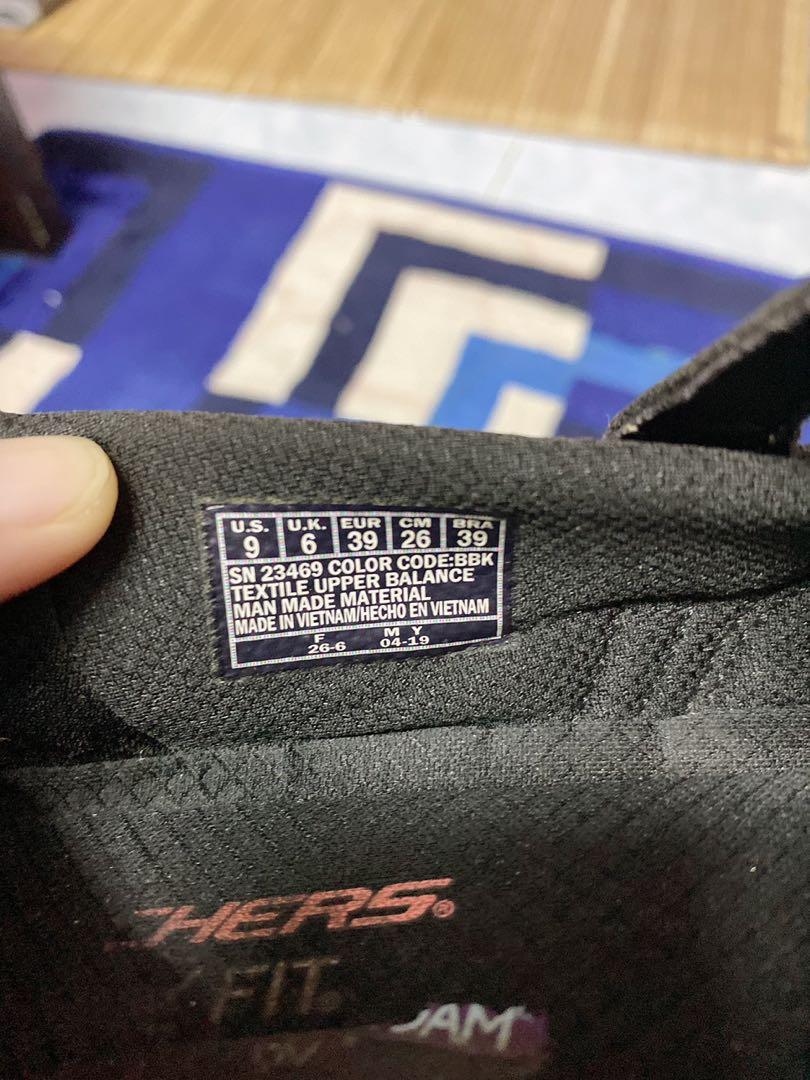 U.S. U.K. EUR CM BRA
9 6 39 26 39
SN 23469 COLOR CODE:BBK
TEXTILE UPPER BALANCE
MAN MADE MATERIAL
MADE IN VIETNAM/HECHO EN VIETNAM
F M Y
26-6 04-19
CHERS®
FIT